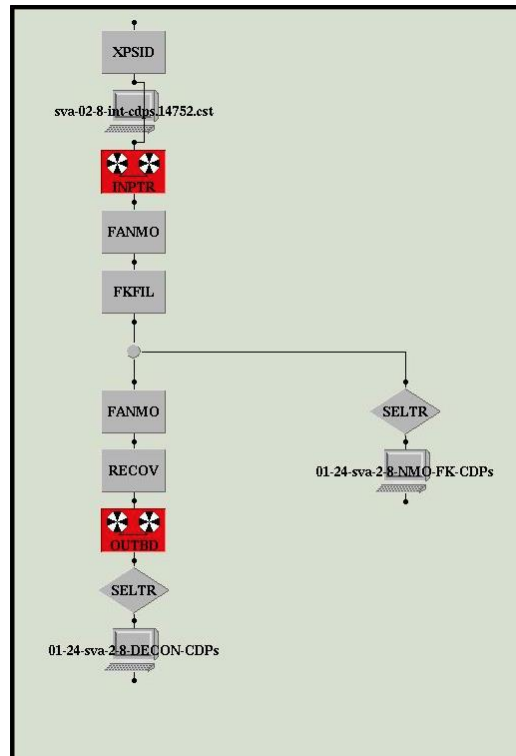 XPSID
sva-02-8-int-cdps.14752.cst
INPTR
FANMO
FKFIL
FANMO
SELTR
RECOV
01-24-sva-2-8-NMO-FK-CDPs
OUTBD
SELTR
01-24-sva-2-8-DECON-CDPs